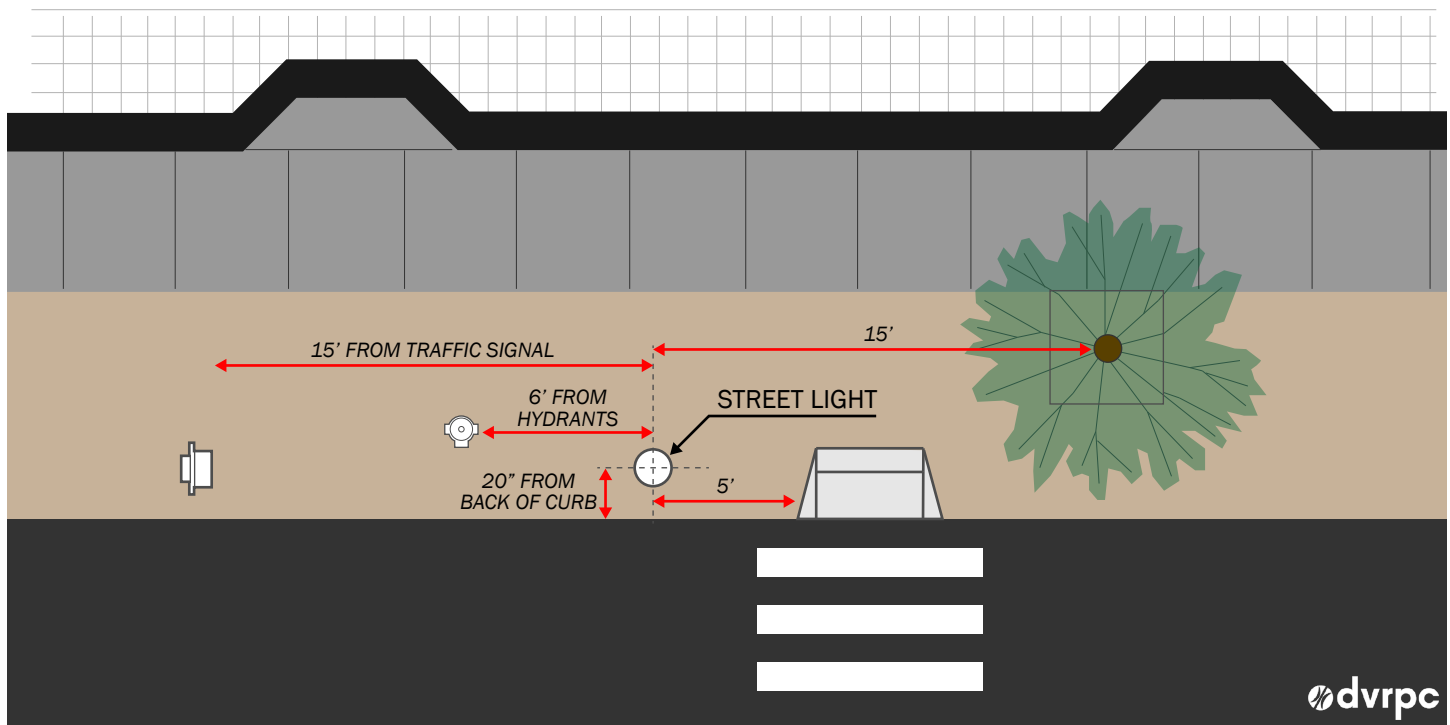 15’ FROM TRAFFIC SIGNAL
15’
6’ FROM
HYDRANTS
STREET LIGHT
20” FROM
BACK OF CURB
5’
dvrpc